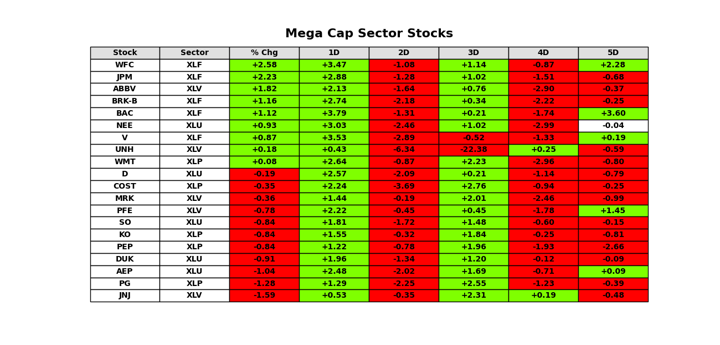 Mega Cap Sector Stocks
Stock Sector % Chg 1D 2D 3D 4D 5D
WFC XLF +2.58 +3.47 -1.08 +1.14 -0.87 +2.28
JPM XLF +2.23 +2.88 -1.28 +1.02 -1.51 -0.68
ABBV XLV +1.82 +2.13 -1.64 +0.76 -2.90 -0.37
BRK-B XLF +1.16 +2.74 -2.18 +0.34 -2.22 -0.25
BAC XLF +1.12 +3.79 -1.31 +0.21 -1.74 +3.60
NEE XLU +0.93 +3.03 -2.46 +1.02 -2.99 -0.04
V XLF +0.87 +3.53 -2.89 -0.52 -1.33 +0.19
UNH XLV +0.18 +0.43 -6.34 -22.38 +0.25 -0.59
WMT XLP +0.08 +2.64 -0.87 +2.23 -2.96 -0.80
D XLU -0.19 +2.57 -2.09 +0.21 -1.14 -0.79
COST XLP -0.35 +2.24 -3.69 +2.76 -0.94 -0.25
MRK XLV -0.36 +1.44 -0.19 +2.01 -2.46 -0.99
PFE XLV -0.78 +2.22 -0.45 +0.45 -1.78 +1.45
SO XLU -0.84 +1.81 -1.72 +1.48 -0.60 -0.15
KO XLP -0.84 +1.55 -0.32 +1.84 -0.25 -0.81
PEP XLP -0.84 +1.22 -0.78 +1.96 -1.93 -2.66
DUK XLU -0.91 +1.96 -1.34 +1.20 -0.12 -0.09
AEP XLU -1.04 +2.48 -2.02 +1.69 -0.71 +0.09
PG XLP -1.28 +1.29 -2.25 +2.55 -1.23 -0.39
JNJ XLV -1.59 +0.53 -0.35 +2.31 +0.19 -0.48